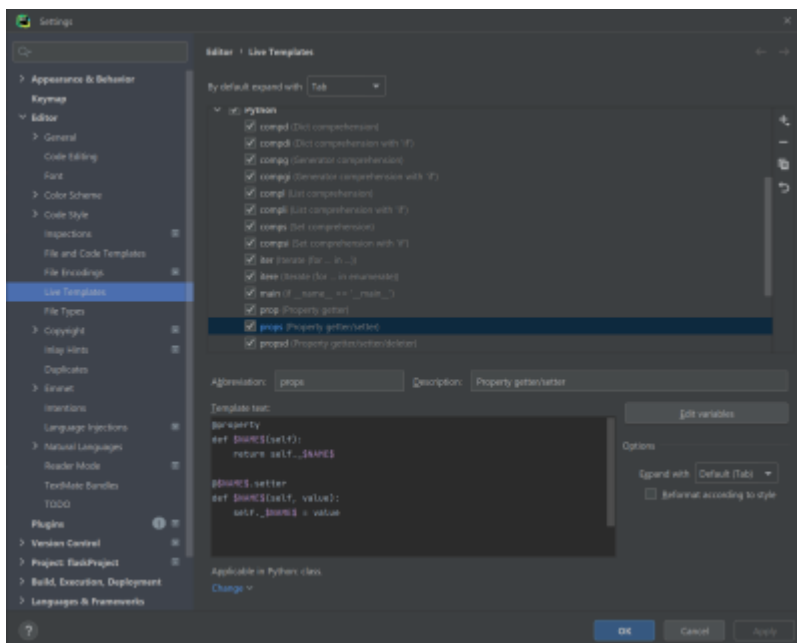 Settings
Editor › Live Templates
Appearance & Behavior
Keymap
Editor
General
Code Editing
Font
Color Scheme
Code Style
Inspections
File and Code Templates
File Encodings
Live Templates
File Types
Copyright
Inlay Hints
Duplicates
Emmet
Intentions
Language Injections
Natural Languages
Reader Mode
TextMate Bundles
TODO
Plugins 1
Version Control
Project: flaskProject
Build, Execution, Deployment
Languages & Frameworks
By default expand with Tab
Python
compd (Dict comprehension)
compdi (Dict comprehension with 'if')
compg (Generator comprehension)
compgi (Generator comprehension with 'if')
compl (List comprehension)
compli (List comprehension with 'if')
comps (Set comprehension)
compsi (Set comprehension with 'if')
iter (Iterate (for ... in ...))
itere (Iterate (for ... in enumerate))
main (if __name__ == '__main__')
prop (Property getter)
props (Property getter/setter)
propsd (Property getter/setter/deleter)
Abbreviation: props Description: Property getter/setter
Template text:
@property
def $NAME$(self):
return self._$NAME$
@$NAME$.setter
def $NAME$(self, value):
self._$NAME$ = value
Edit variables
Options
Expand with Default (Tab)
Reformat according to style
Applicable in Python: class.
Change
? OK Cancel Apply